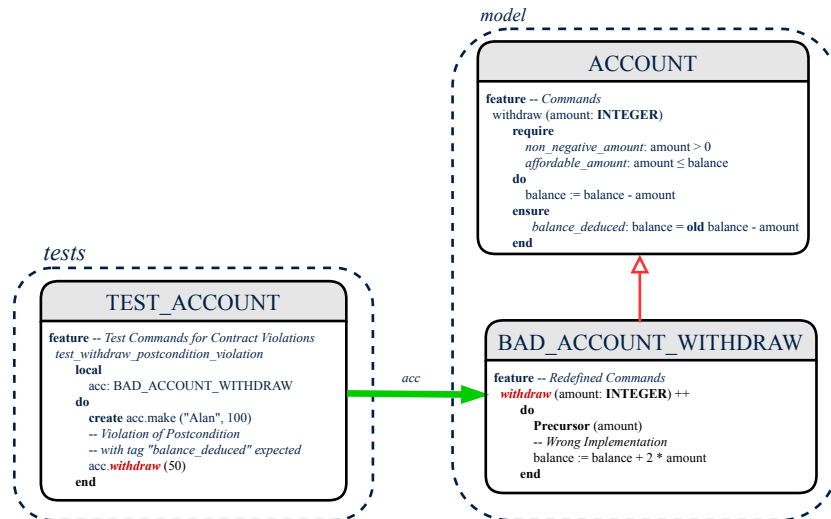 model
ACCOUNT
feature -- Commands
withdraw (amount: INTEGER)
require
non_negative_amount: amount > 0
affordable_amount: amount ≤ balance
do
balance := balance - amount
ensure
balance_deduced: balance = old balance - amount
end
tests
TEST_ACCOUNT
feature -- Test Commands for Contract Violations
test_withdraw_postcondition_violation
local
acc: BAD_ACCOUNT_WITHDRAW
do
create acc.make ("Alan", 100)
-- Violation of Postcondition
-- with tag "balance_deduced" expected
acc.withdraw (50)
end
acc
BAD_ACCOUNT_WITHDRAW
feature -- Redefined Commands
withdraw (amount: INTEGER) ++
do
Precursor (amount)
-- Wrong Implementation
balance := balance + 2 * amount
end